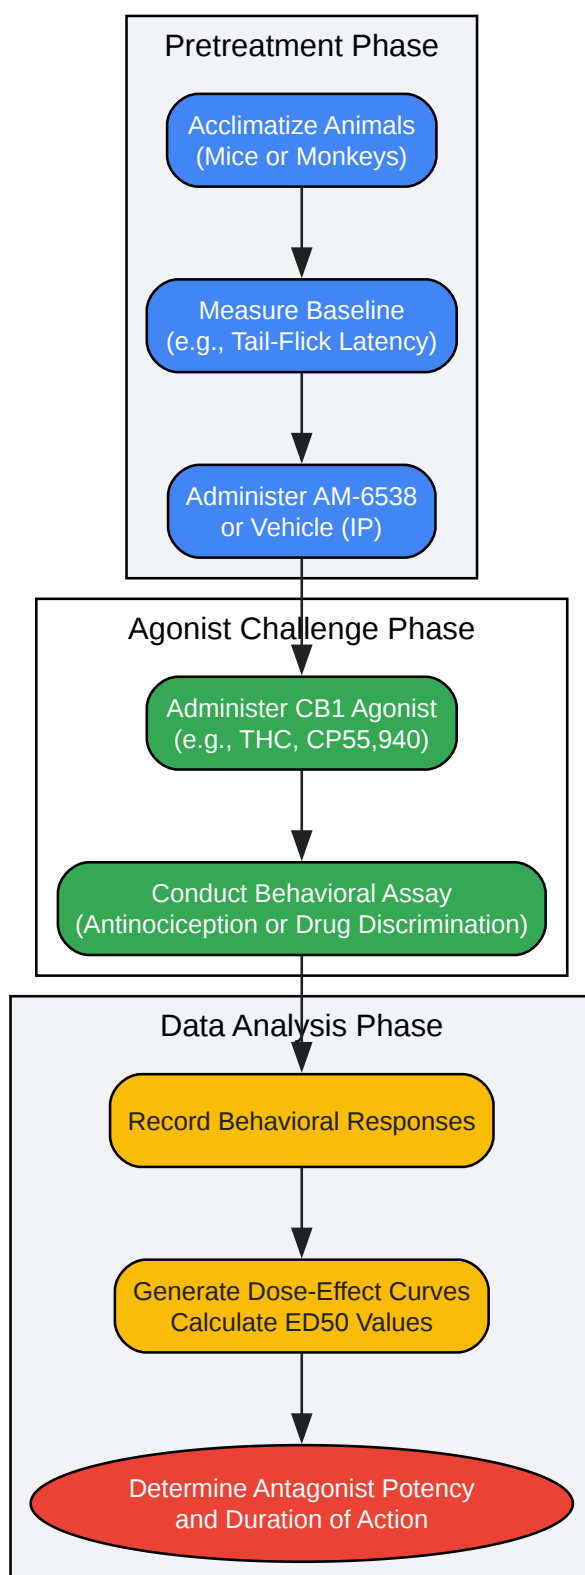 Pretreatment Phase
Acclimatize Animals
(Mice or Monkeys)
Measure Baseline
(e.g., Tail-Flick Latency)
Administer AM-6538
or Vehicle (IP)
Agonist Challenge Phase
Administer CB1 Agonist
(e.g., THC, CP55,940)
Conduct Behavioral Assay
(Antinociception or Drug Discrimination)
Data Analysis Phase
Record Behavioral Responses
Generate Dose-Effect Curves
Calculate ED50 Values
Determine Antagonist Potency
and Duration of Action